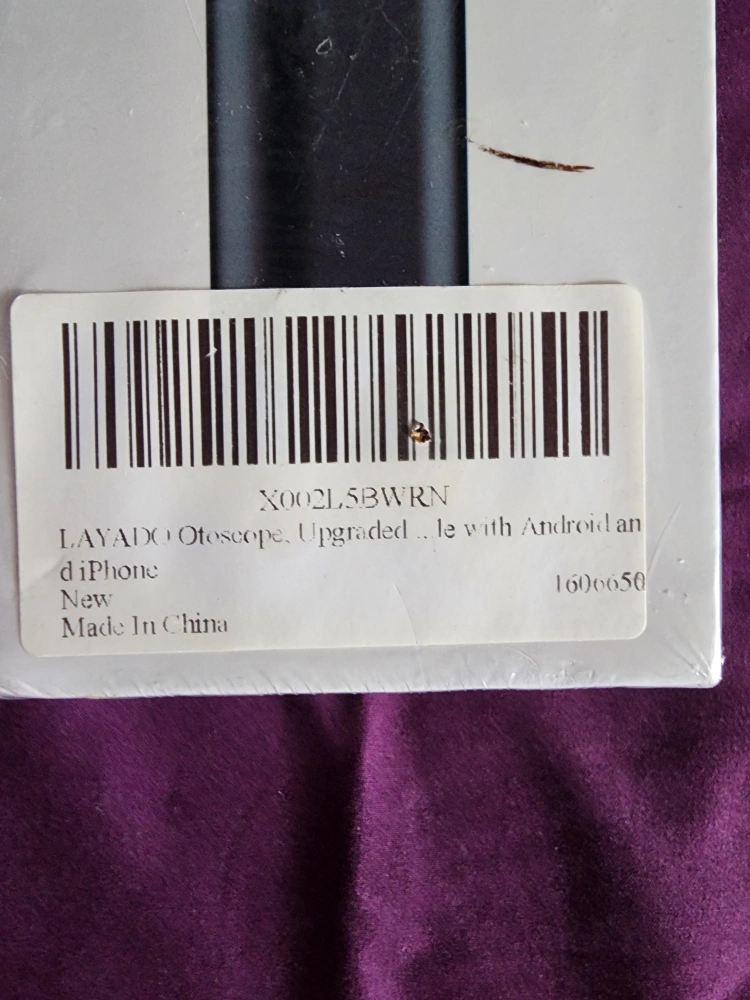 X002L5BWRN
LAYADO Otoscope, Upgraded ...le with Android an
d iPhone
1606650
New
Made In China